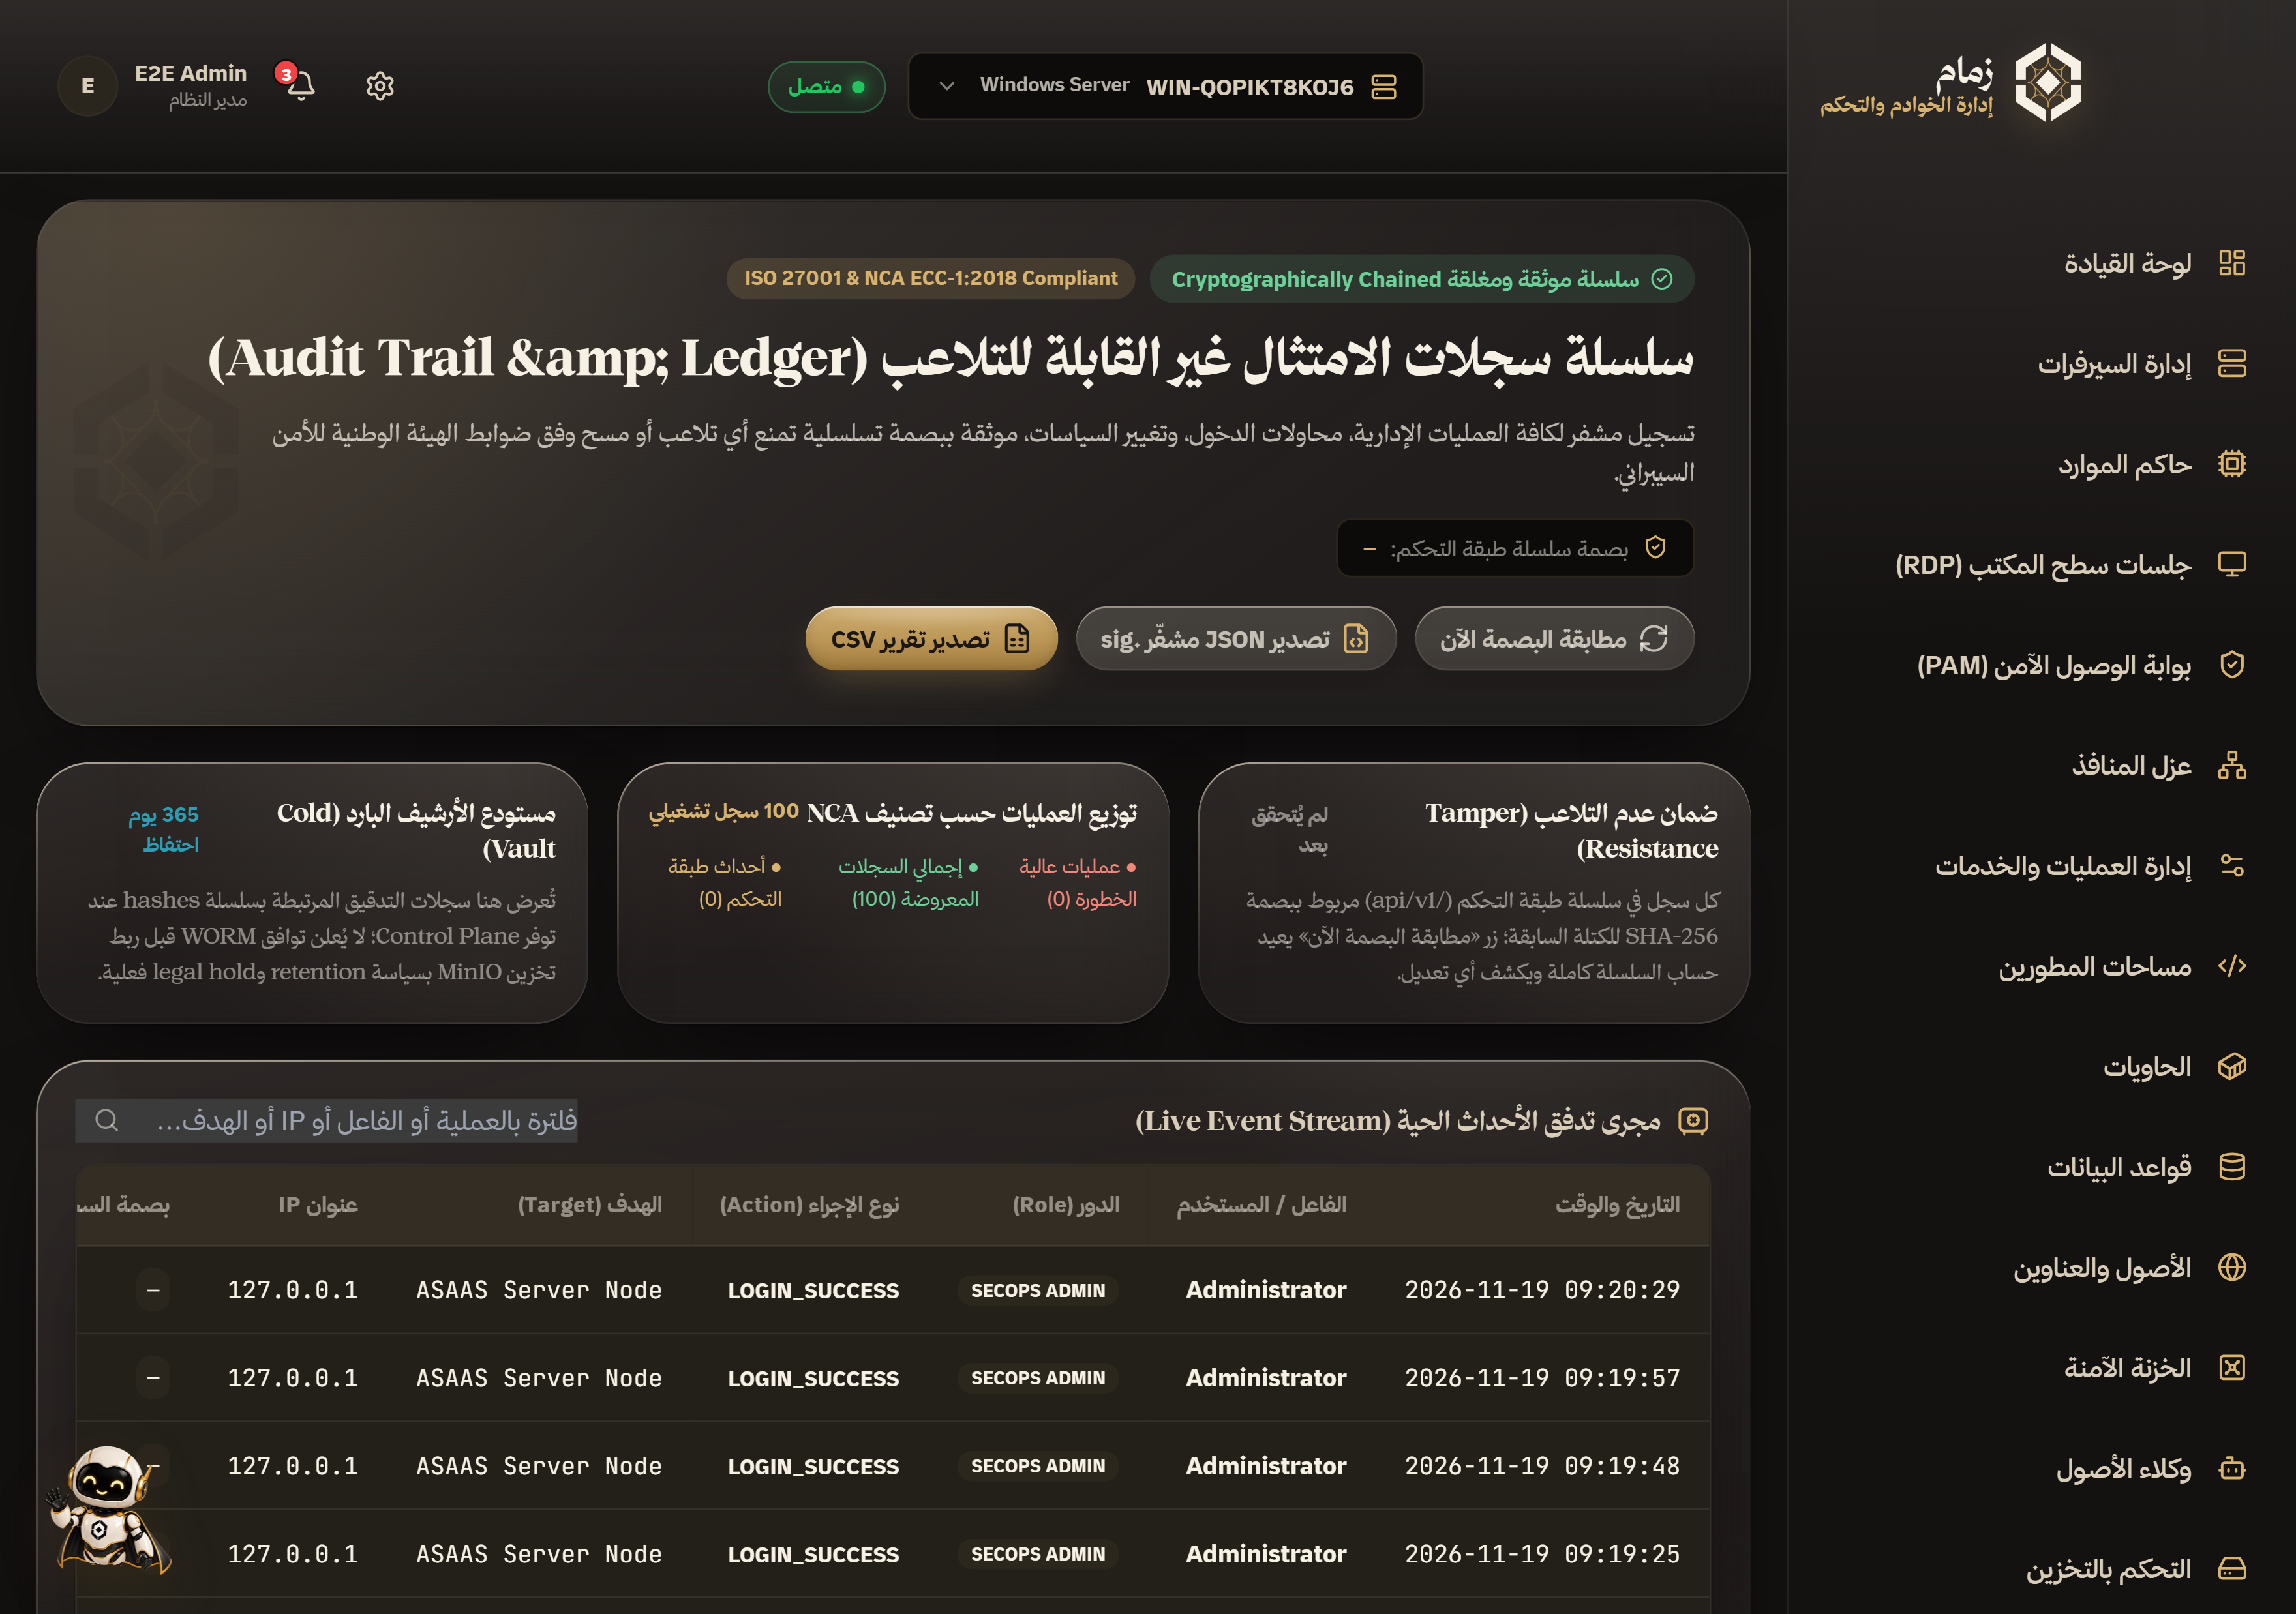 زمام
إدارة الخوادم والتحكم
WIN-QOPIKT8KOJ6 Windows Server
متصل
3
E2E Admin
مدير النظام
E
لوحة القيادة
إدارة السيرفرات
حاكم الموارد
جلسات سطح المكتب (RDP)
بوابة الوصول الآمن (PAM)
عزل المنافذ
إدارة العمليات والخدمات
مساحات المطورين
الحاويات
قواعد البيانات
الأصول والعناوين
الخزنة الآمنة
وكلاء الأصول
التحكم بالتخزين
سلسلة موثقة ومغلقة Cryptographically Chained
ISO 27001 & NCA ECC-1:2018 Compliant
سلسلة سجلات الامتثال غير القابلة للتلاعب (Audit Trail &amp; Ledger)
تسجيل مشفر لكافة العمليات الإدارية، محاولات الدخول، وتغيير السياسات، موثقة ببصمة تسلسلية تمنع أي تلاعب أو مسح وفق ضوابط الهيئة الوطنية للأمن
السيبراني.
بصمة سلسلة طبقة التحكم: —
مطابقة البصمة الآن
تصدير JSON مشفّر .sig
تصدير تقرير CSV
ضمان عدم التلاعب (Tamper
Resistance)
لم يُتحقق
بعد
كل سجل في سلسلة طبقة التحكم (/api/v1) مربوط ببصمة
SHA-256 للكتلة السابقة؛ زر «مطابقة البصمة الآن» يعيد
حساب السلسلة كاملة ويكشف أي تعديل.
توزيع العمليات حسب تصنيف NCA
100 سجل تشغيلي
● عمليات عالية
الخطورة (0)
● إجمالي السجلات
المعروضة (100)
● أحداث طبقة
التحكم (0)
مستودع الأرشيف البارد (Cold
Vault)
365 يوم
احتفاظ
تُعرض هنا سجلات التدقيق المرتبطة بسلسلة hashes عند
توفر Control Plane؛ لا يُعلن توافق WORM قبل ربط
تخزين MinIO بسياسة retention وlegal hold فعلية.
مجرى تدفق الأحداث الحية (Live Event Stream)
فلترة بالعملية أو الفاعل أو IP أو الهدف...
التاريخ والوقت الفاعل / المستخدم الدور (Role) نوع الإجراء (Action) الهدف (Target) عنوان IP بصمة
2026-11-19 09:20:29 Administrator SECOPS ADMIN LOGIN_SUCCESS ASAAS Server Node 127.0.0.1 —
2026-11-19 09:19:57 Administrator SECOPS ADMIN LOGIN_SUCCESS ASAAS Server Node 127.0.0.1 —
2026-11-19 09:19:48 Administrator SECOPS ADMIN LOGIN_SUCCESS ASAAS Server Node 127.0.0.1 —
2026-11-19 09:19:25 Administrator SECOPS ADMIN LOGIN_SUCCESS ASAAS Server Node 127.0.0.1